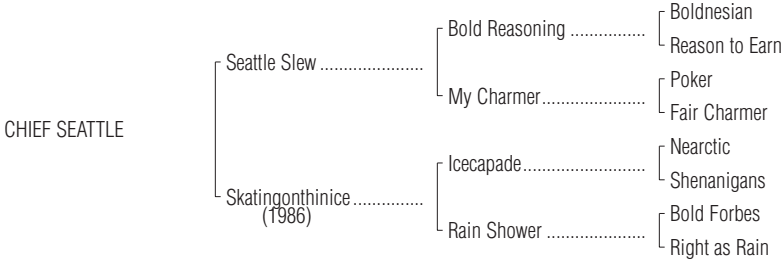 Boldnesian
Bold Reasoning ....................
Reason to Earn
Seattle Slew ......................
Poker
My Charmer......................
Fair Charmer
CHIEF SEATTLE
Nearctic
Icecapade..........................
Shenanigans
Skatingonthinice...............
(1986)
Bold Forbes
Rain Shower .....................
Right as Rain